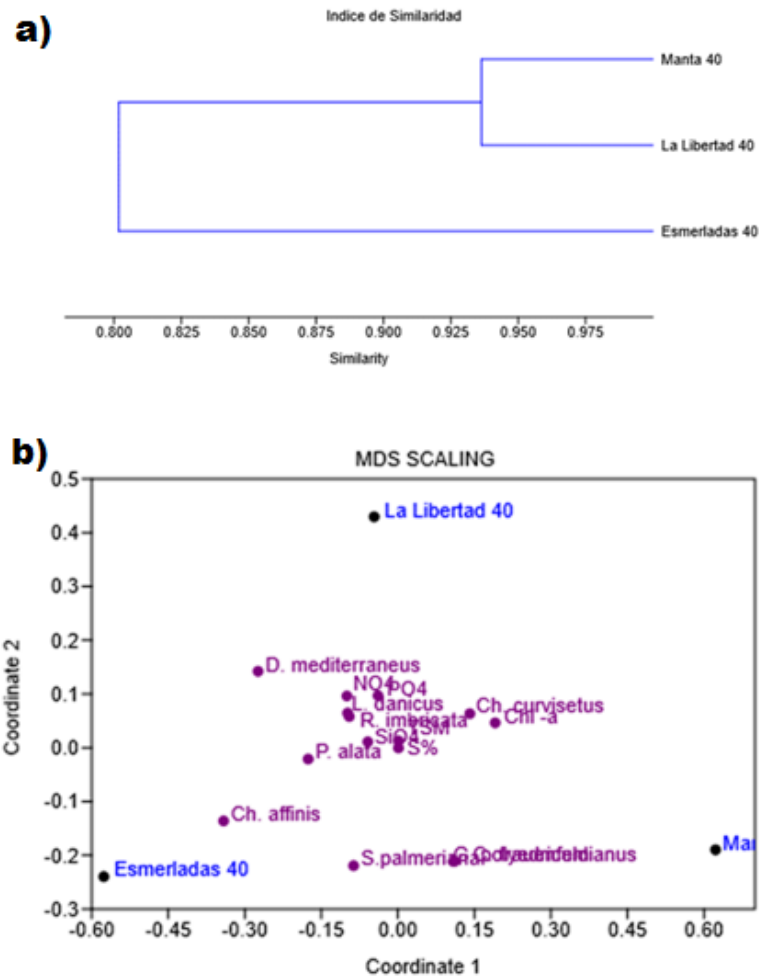 a)
Indice de Similaridad
Manta 40
La Libertad 40
Esmerladas 40
0.800 0.825 0.850 0.875 0.900 0.925 0.950 0.975
Similarity
b)
MDS SCALING
0.5
La Libertad 40
0.4
0.3
0.2
D. mediterraneus
NO4
PO4
0.1
L. danicus
Ch. curvisetus
R. imbricata
Chl -a
SiO4
S%
0.0
P. alata
-0.1
Ch. affinis
-0.2
S.palmeriana
Esmerladas 40
-0.3
-0.60 -0.45 -0.30 -0.15 0.00 0.15 0.30 0.45 0.60
Coordinate 1
Coordinate 2